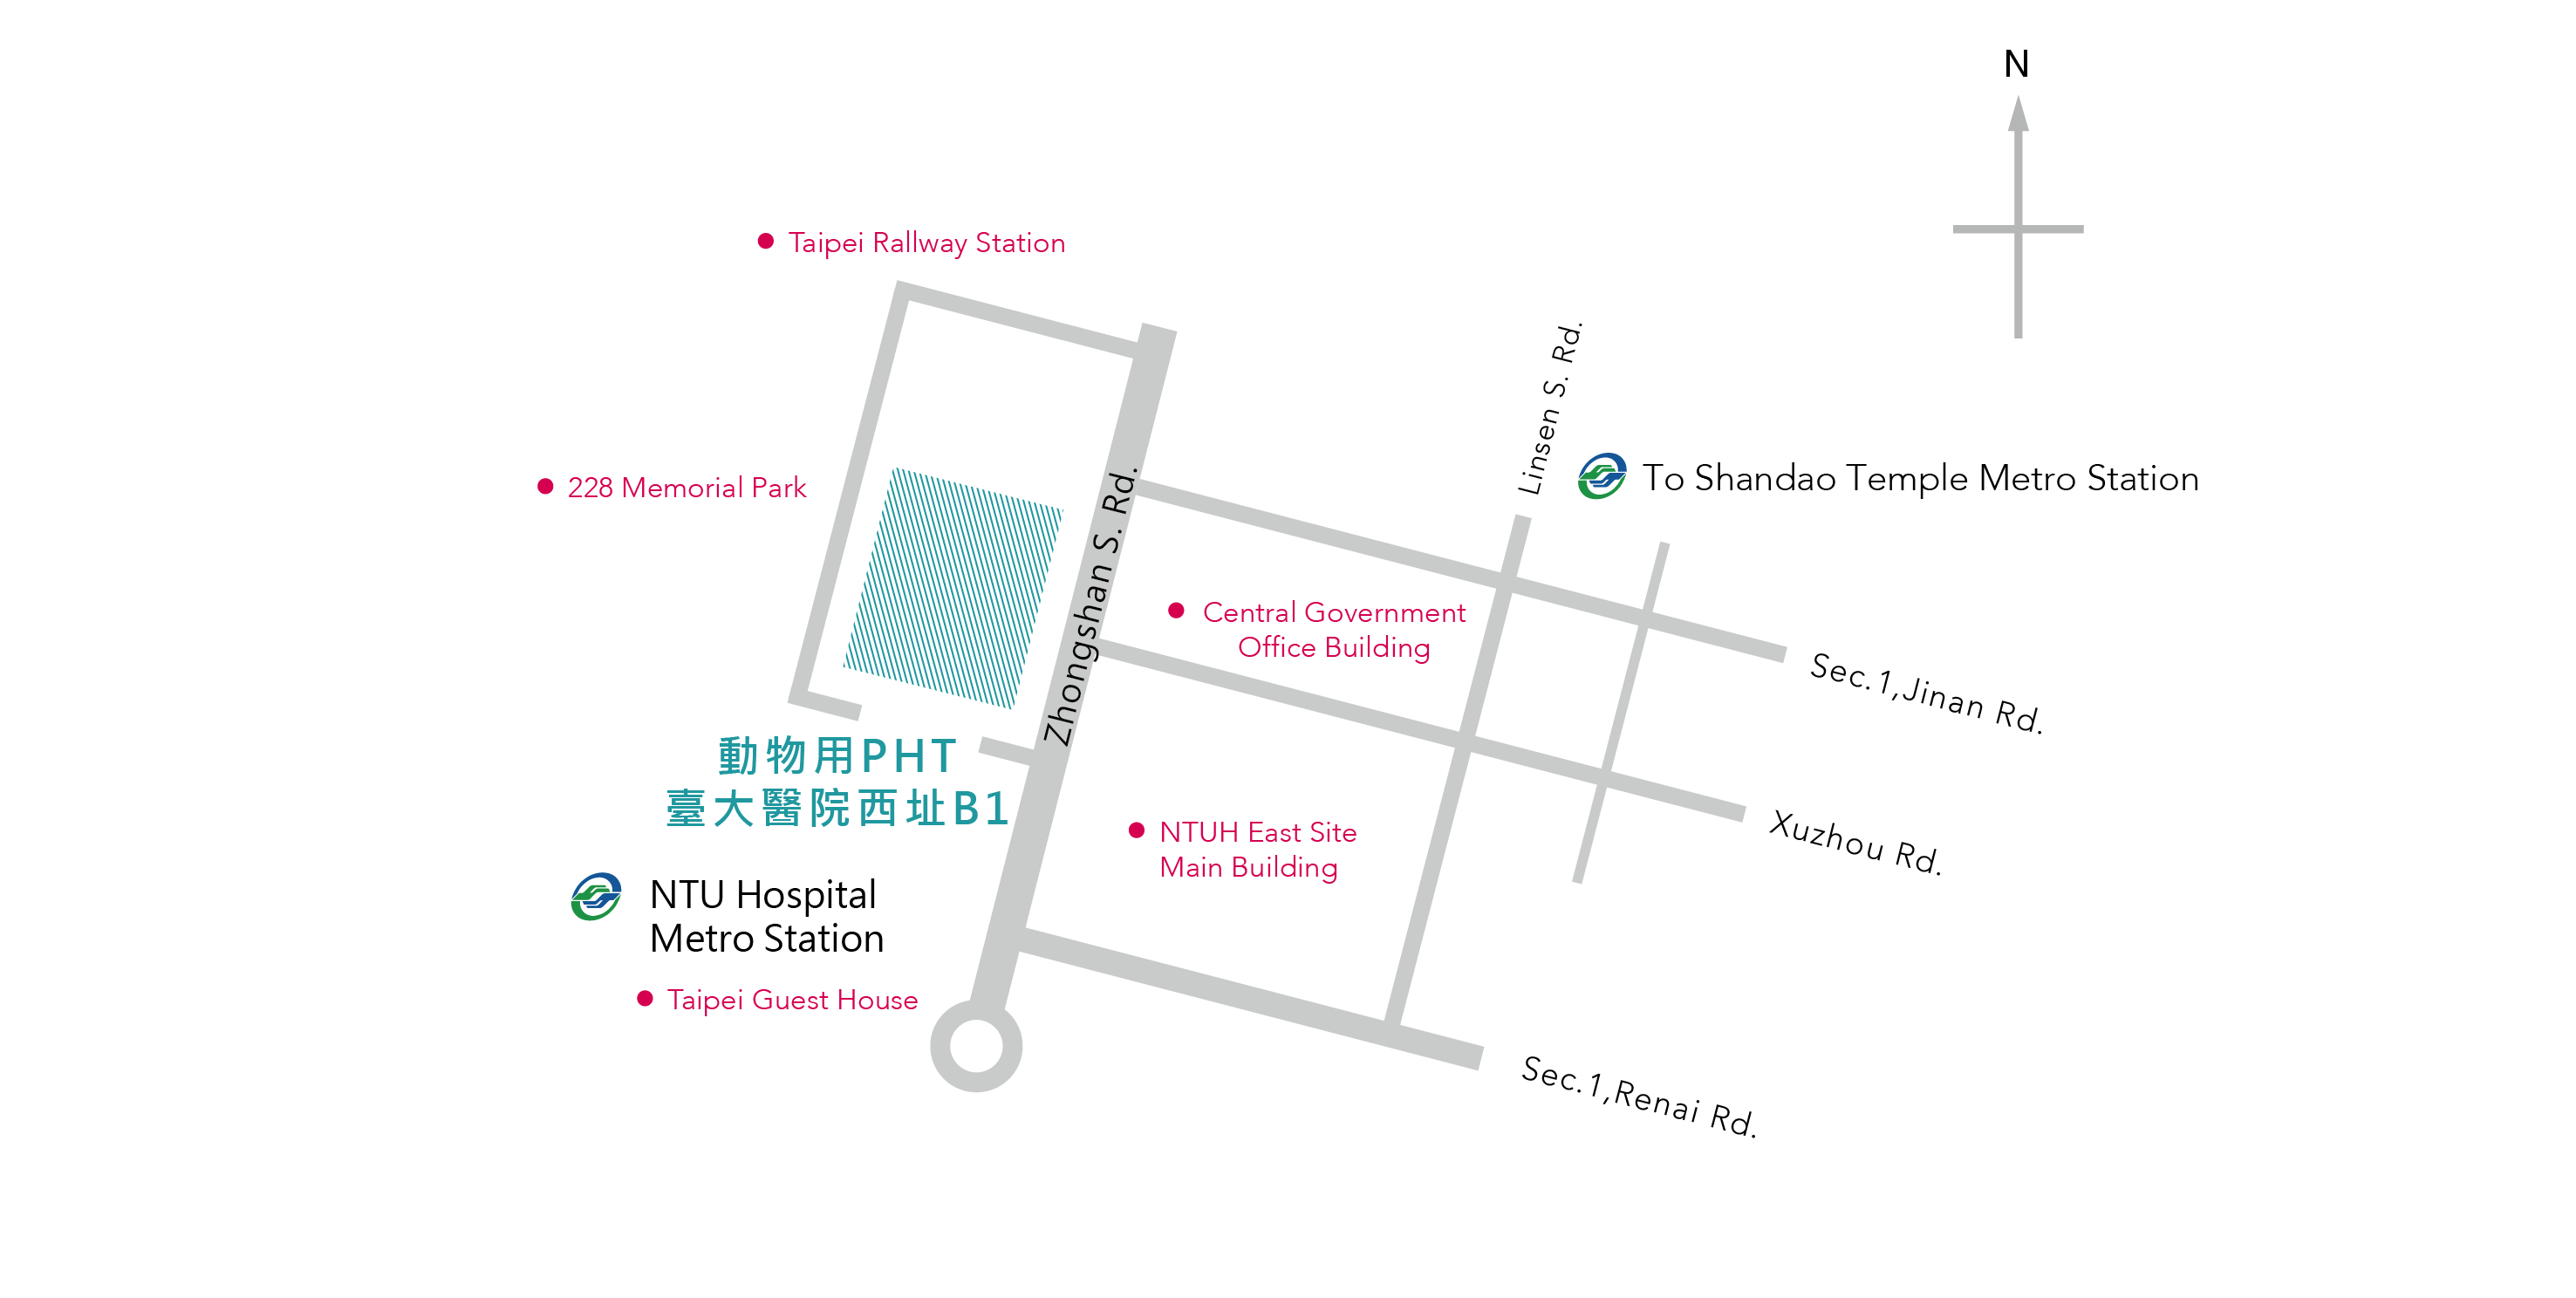 N
Taipei Rallway Station
Linsen S. Rd.
To Shandao Temple Metro Station
228 Memorial Park
Zhongshan S. Rd.
Central Government
Office Building
Sec.1,Jinan Rd.
動物用PHT
臺大醫院西址B1
NTUH East Site
Main Building
Xuzhou Rd.
NTU Hospital
Metro Station
Taipei Guest House
Sec.1,Renai Rd.